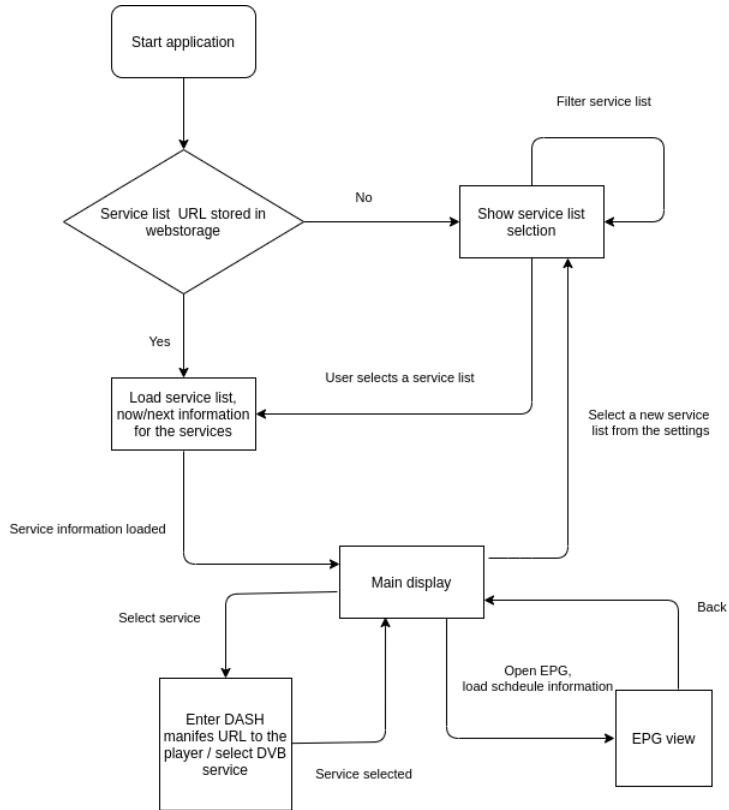 Start application
Filter service list
Service list URL stored in
webstorage
No
Show service list
selction
Yes
User selects a service list
Load service list,
now/next information
for the services
Select a new service
list from the settings
Service information loaded
Main display
Select service
Back
Open EPG,
load schdeule information
Enter DASH
manifes URL to the
player / select DVB
service
EPG view
Service selected